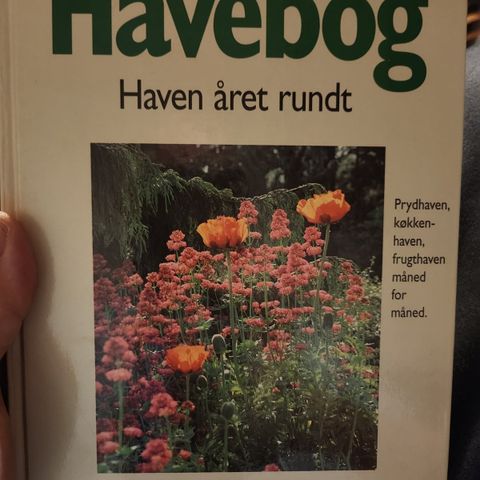 Havebog
Haven året rundt
Prydhaven,
køkken-
haven,
frugthaven
måned
for
måned.